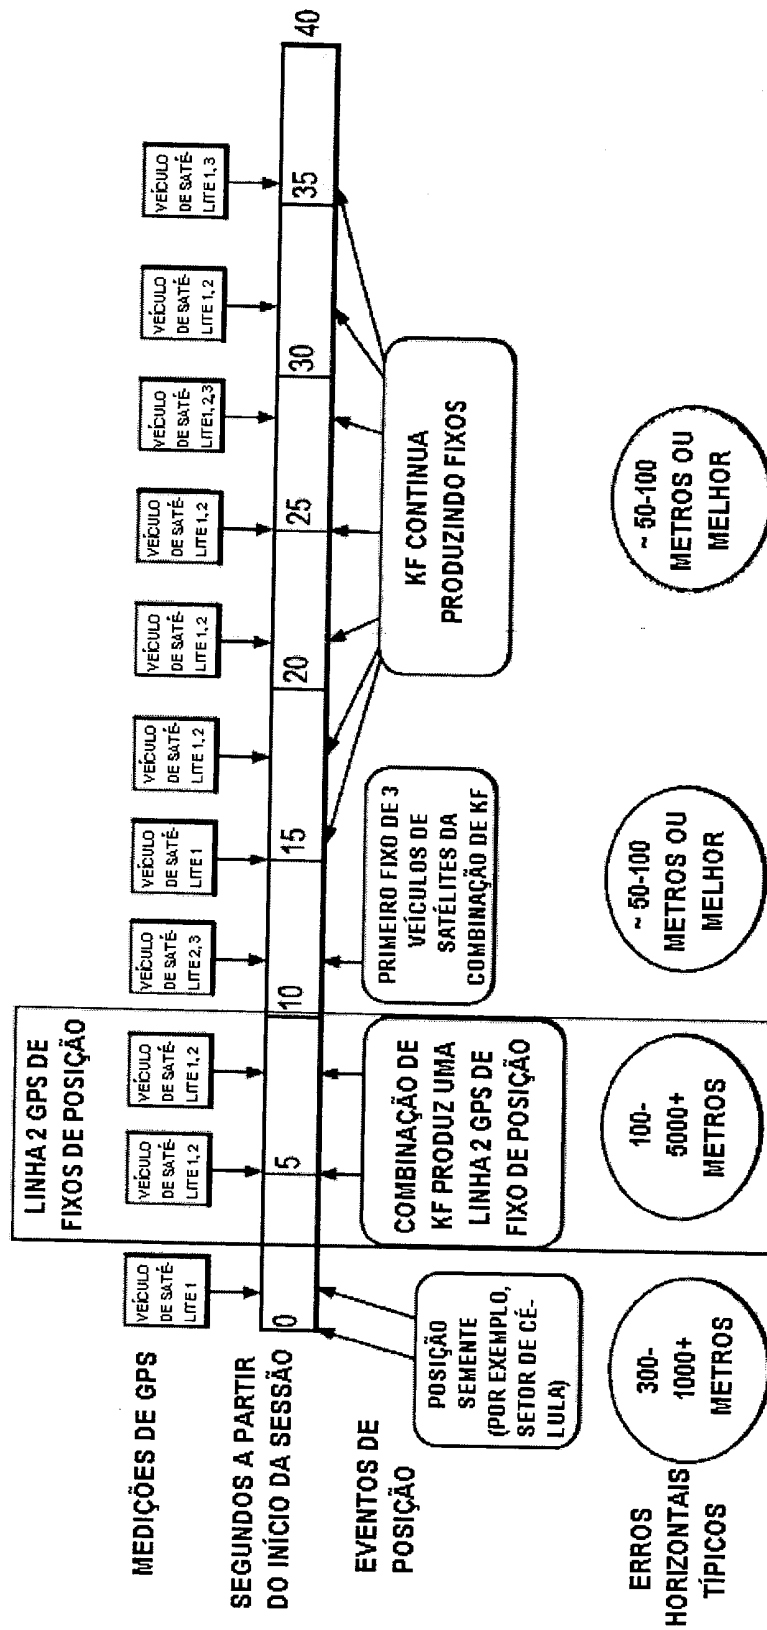 LINHA 2 GPS DE
FIXOS DE POSIÇÃO
MEDIÇÕES DE GPS
VEÍCULO
DE SATÉ-
LITE 1
VEÍCULO
DE SATÉ-
LITE 1, 2
VEÍCULO
DE SATÉ-
LITE 1, 2
VEÍCULO
DE SATÉ-
LITE 2, 3
VEÍCULO
DE SATÉ-
LITE 1
VEÍCULO
DE SATÉ-
LITE 1, 2
VEÍCULO
DE SATÉ-
LITE 1, 2
VEÍCULO
DE SATÉ-
LITE 1, 2
VEÍCULO
DE SATÉ-
LITE 1, 2, 3
VEÍCULO
DE SATÉ-
LITE 1, 2
VEÍCULO
DE SATÉ-
LITE 1, 3
SEGUNDOS A PARTIR
DO INÍCIO DA SESSÃO
0 5 10 15 20 25 30 35 40
EVENTOS DE
POSIÇÃO
POSIÇÃO
SEMENTE
(POR EXEMPLO,
SETOR DE CÉ-
LULA)
COMBINAÇÃO DE
KF PRODUZ UMA
LINHA 2 GPS DE
FIXO DE POSIÇÃO
PRIMEIRO FIXO DE 3
VEÍCULOS DE
SATÉLITES DA
COMBINAÇÃO DE KF
KF CONTINUA
PRODUZINDO FIXOS
ERROS
HORIZONTAIS
TÍPICOS
300-
1000+
METROS
100-
5000+
METROS
~ 50-100
METROS OU
MELHOR
~ 50-100
METROS OU
MELHOR